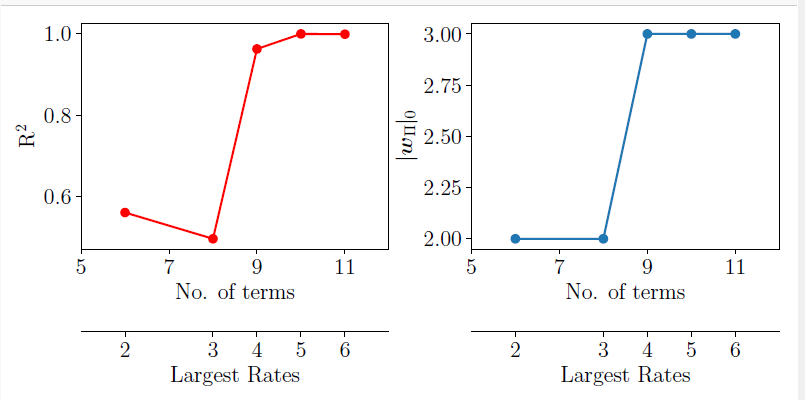 1.0
0.8
0.6
R²
5 7 9 11
No. of terms
2 3 4 5 6
Largest Rates
3.00
2.75
2.50
2.25
2.00
|w_Π|₀
5 7 9 11
No. of terms
2 3 4 5 6
Largest Rates